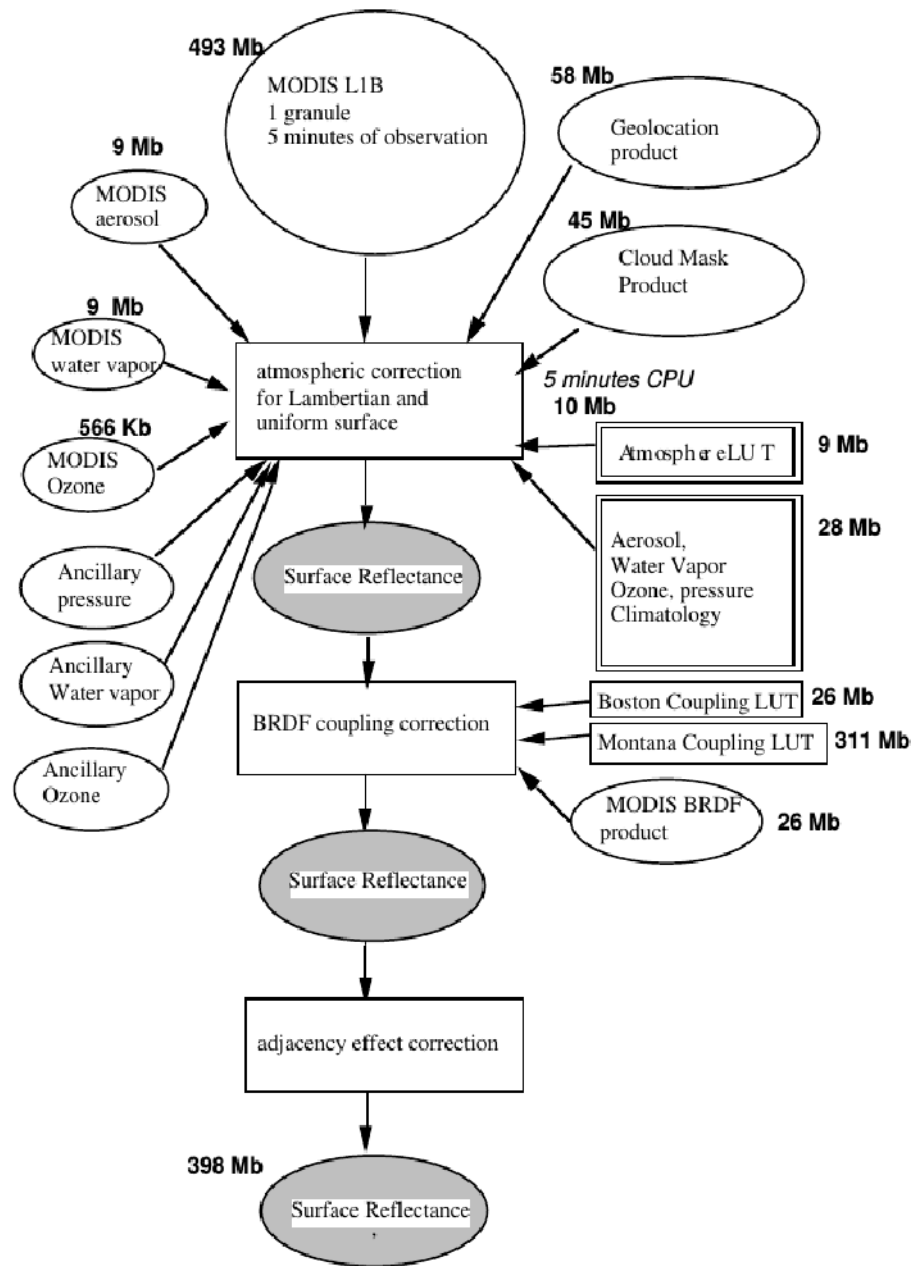 493 Mb
MODIS L1B
1 granule
5 minutes of observation
58 Mb
Geolocation
product
9 Mb
MODIS
aerosol
45 Mb
Cloud Mask
Product
9 Mb
MODIS
water vapor
atmospheric correction
for Lambertian and
uniform surface
5 minutes CPU
10 Mb
566 Kb
MODIS
Ozone
Atmospher eLU T
9 Mb
28 Mb
Aerosol,
Water Vapor
Ozone, pressure
Climatology
Surface Reflectance
Ancillary
pressure
Ancillary
Water vapor
Ancillary
Ozone
BRDF coupling correction
Boston Coupling LUT
26 Mb
Montana Coupling LUT
311 Mb
MODIS BRDF
product
26 Mb
Surface Reflectance
adjacency effect correction
398 Mb
Surface Reflectance
,